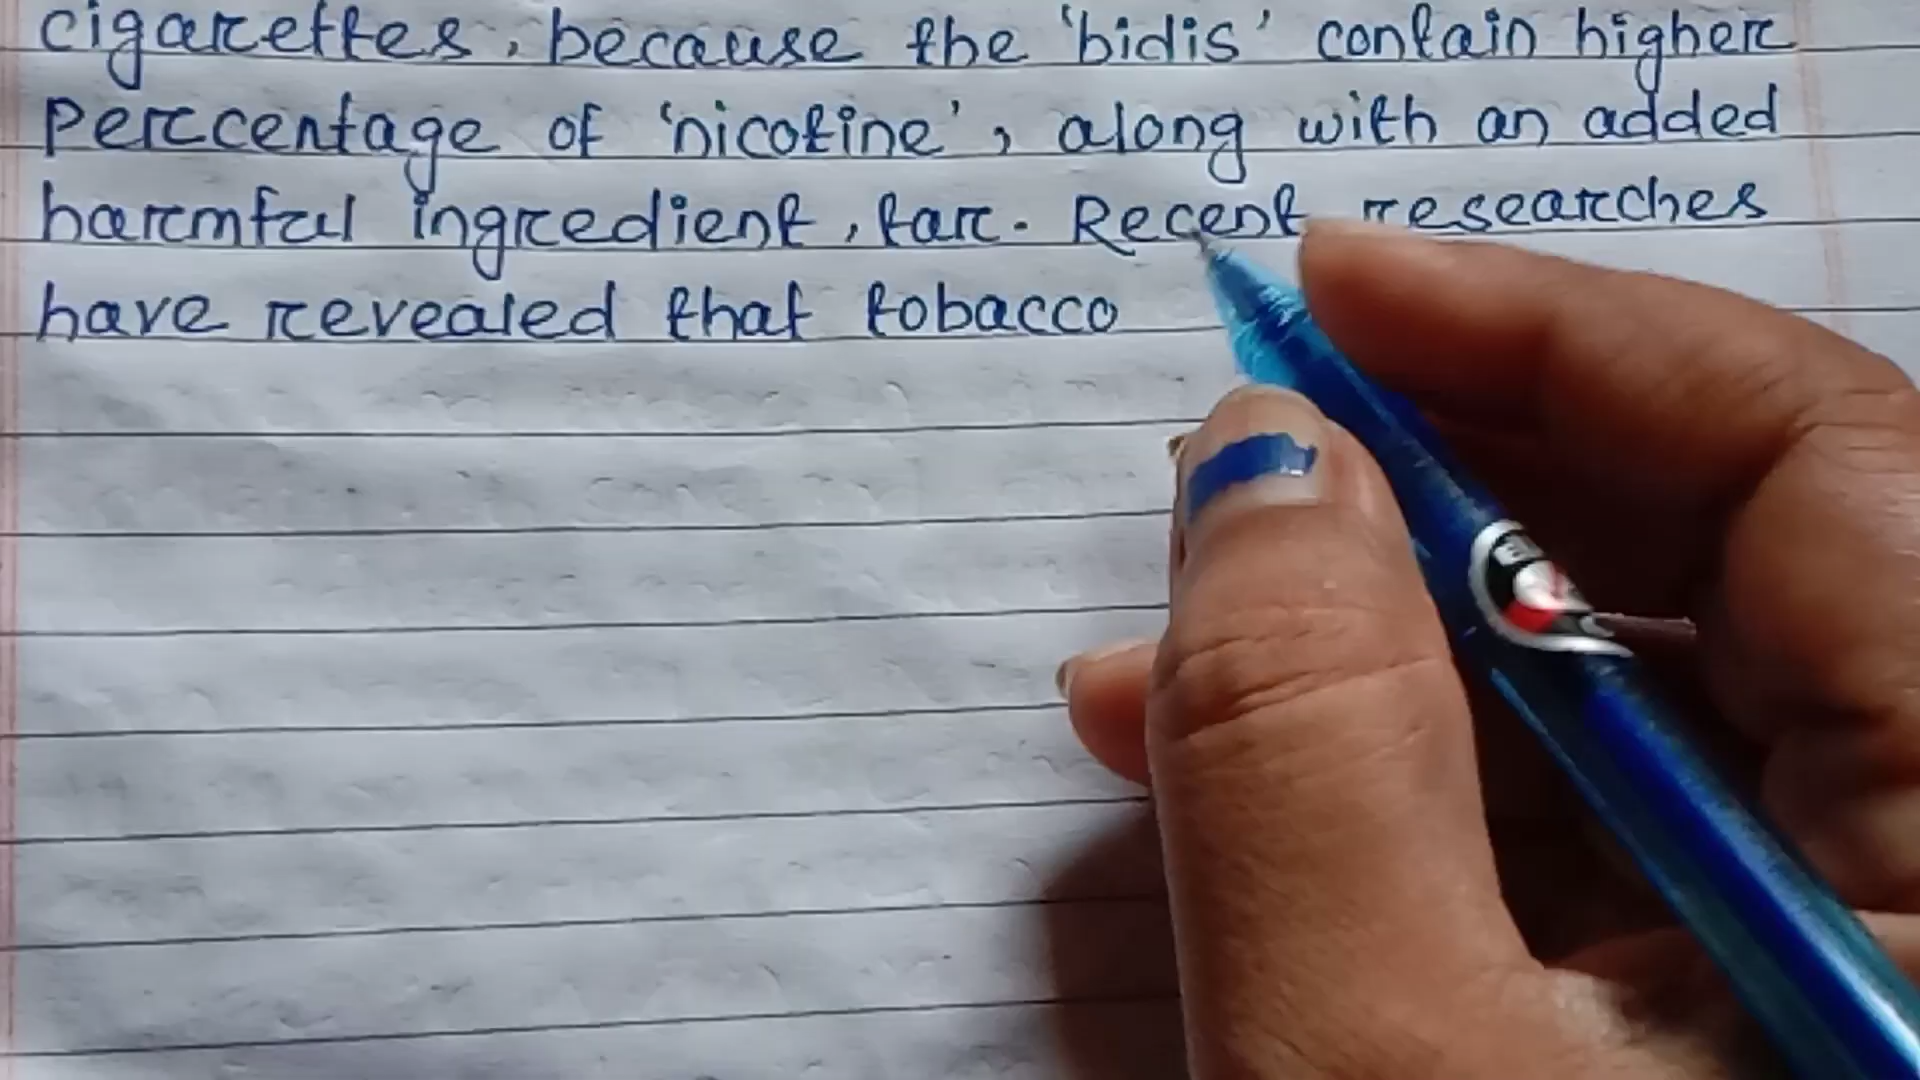 cigarettes, because the 'bidis' contain higher
Percentage of 'nicotine', along with an added
harmful ingredient, tar. Recent researches
have revealed that tobacco